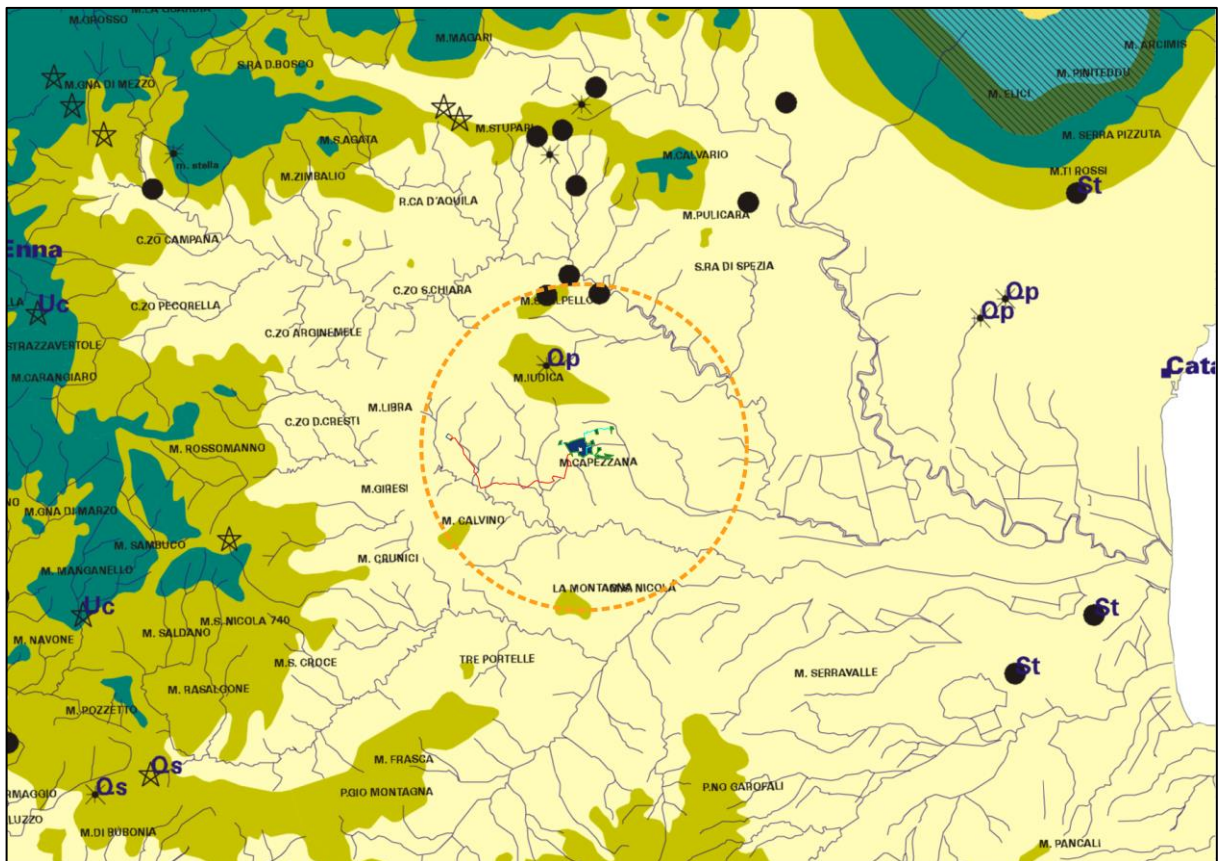 M.GROSSO
M.MAGARI
M. ARCIMIS
S.RA D.BOSCO
M. PINITEDDU
M.GNA DI MEZZO
M. ELICI
M.STUPARI
M. SERRA PIZZUTA
M.S.AGATA
M.CALVARIO
m. stella
M.TI ROSSI
M.ZIMBALIO
St
R.CA D'AQUILA
M.PULICARA
C.ZO CAMPANA
Enna
S.RA DI SPEZIA
C.ZO S.CHIARA
Op
C.ZO PECORELLA
Uc
Op
C.ZO ARGINEMELE
STRAZZAVERTOLE
Op
Cata
M.CARANGIARO
M.IUDICA
M.LIBRA
C.ZO D.CRESTI
M. ROSSOMANNO
M.CAPEZZANA
M.GIRESI
M.GNA DI MARZO
M. CALVINO
M. SAMBUCO
M. CRUNICI
M. MANGANELLO
LA MONTAGNA
NICOLA
Uc
St
M.S. NICOLA 740
M. NAVONE
M. SALDANO
M.S. CROCE
TRE PORTELLE
St
M. SERRAVALLE
M. RASALGONE
M. POZZETTO
M. FRASCA
Os
Os
P.GIO MONTAGNA
P.NO GAROFALI
M.DI BUBONIA
M. PANCALI